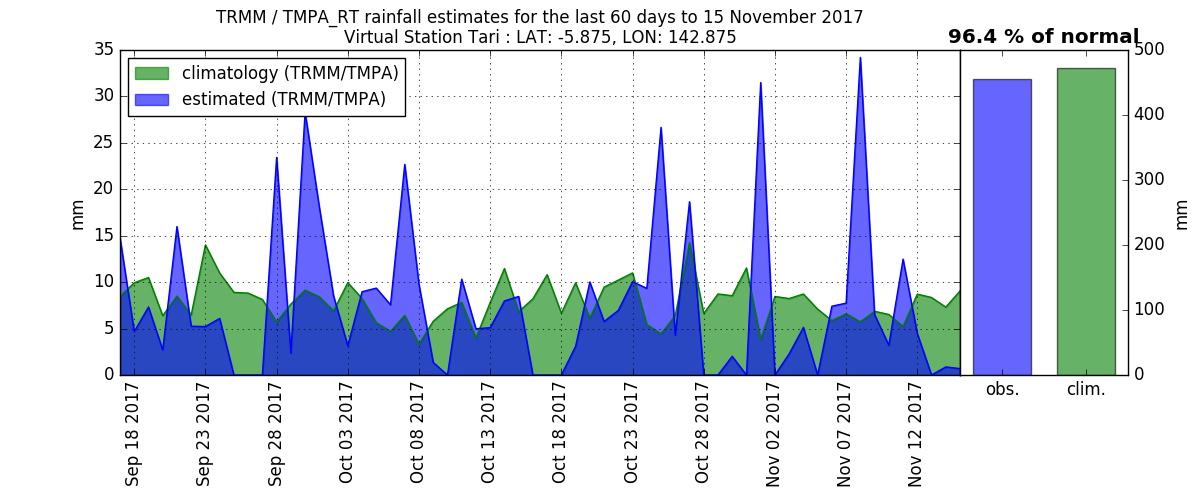 TRMM / TMPA_RT rainfall estimates for the last 60 days to 15 November 2017
Virtual Station Tari : LAT: -5.875, LON: 142.875
96.4 % of normal
climatology (TRMM/TMPA)
estimated (TRMM/TMPA)
35
30
25
20
15
10
5
0
mm
Sep 18 2017
Sep 23 2017
Sep 28 2017
Oct 03 2017
Oct 08 2017
Oct 13 2017
Oct 18 2017
Oct 23 2017
Oct 28 2017
Nov 02 2017
Nov 07 2017
Nov 12 2017
obs.
clim.
500
400
300
200
100
0
mm